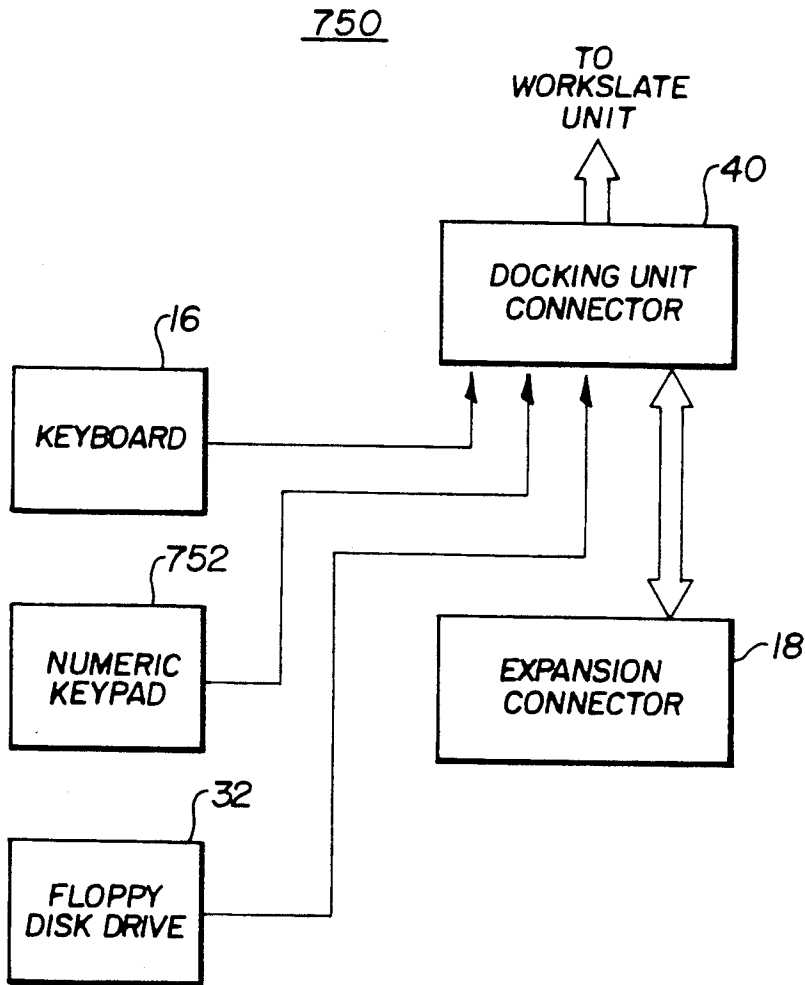 750
TO
WORKSLATE
UNIT
40
DOCKING UNIT
CONNECTOR
16
KEYBOARD
752
NUMERIC
KEYPAD
18
EXPANSION
CONNECTOR
32
FLOPPY
DISK DRIVE